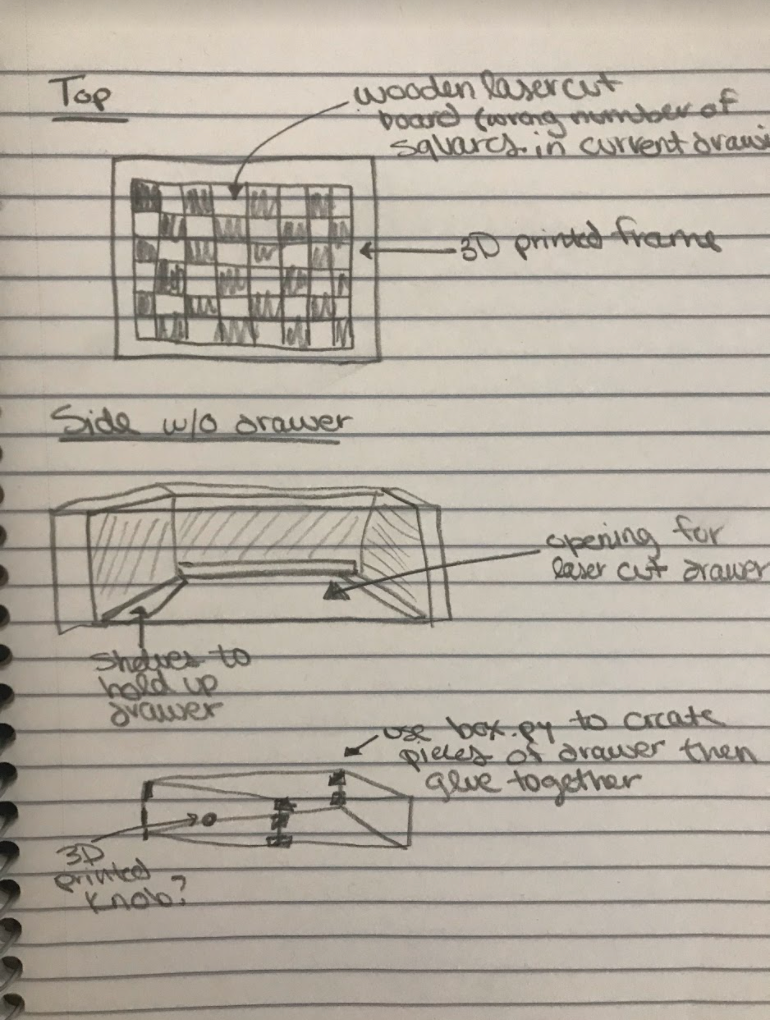 Top
wooden laser cut
board (wrong number of
squares in current drawi
3D printed frame
Side w/o drawer
opening for
laser cut drawer
shelves to
hold up
drawer
use box.py to create
pieces of drawer then
glue together
3D
printed
knob?